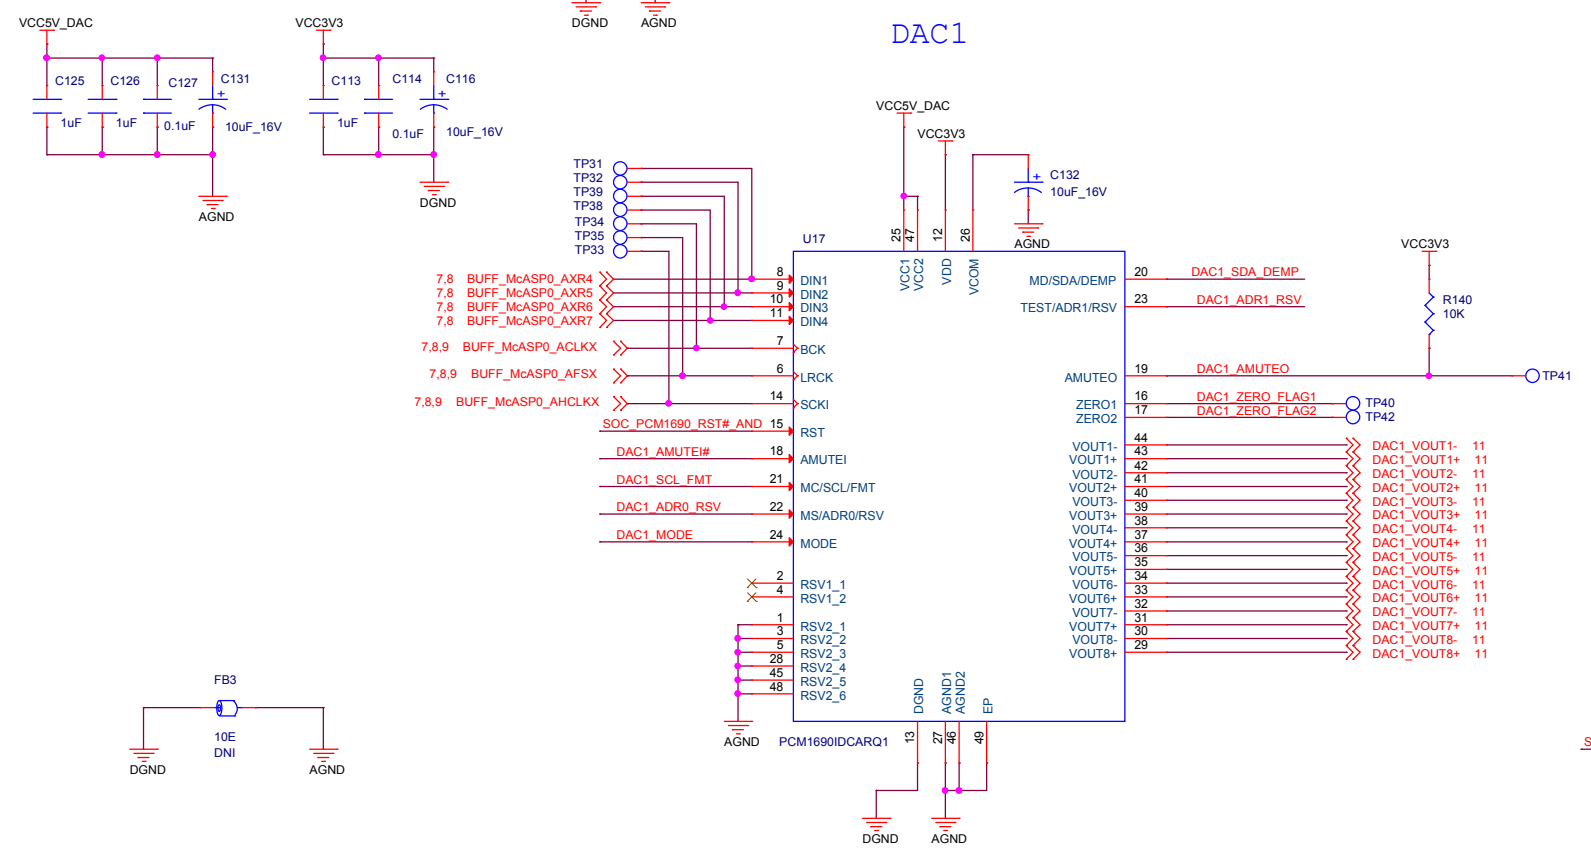 DGND AGND
DAC1
VCC5V_DAC
C125 C126 C127 C131
+
1uF 1uF 0.1uF 10uF_16V
AGND
VCC3V3
C113 C114 C116
+
1uF 0.1uF 10uF_16V
DGND
VCC5V_DAC
VCC3V3
C132
+
10uF_16V
AGND
TP31
TP32
TP39
TP38
TP34
TP35
TP33
U17
25 47 12 26
VCC1 VCC2 VDD VCOM
7,8 BUFF_McASP0_AXR4 8 DIN1
7,8 BUFF_McASP0_AXR5 9 DIN2
7,8 BUFF_McASP0_AXR6 10 DIN3
7,8 BUFF_McASP0_AXR7 11 DIN4
7,8,9 BUFF_McASP0_ACLKX 7 BCK
7,8,9 BUFF_McASP0_AFSX 6 LRCK
7,8,9 BUFF_McASP0_AHCLKX 14 SCKI
SOC_PCM1690_RST#_AND 15 RST
DAC1_AMUTEI# 18 AMUTEI
DAC1_SCL_FMT 21 MC/SCL/FMT
DAC1_ADR0_RSV 22 MS/ADR0/RSV
DAC1_MODE 24 MODE
2 RSV1_1
4 RSV1_2
1 RSV2_1
3 RSV2_2
5 RSV2_3
28 RSV2_4
45 RSV2_5
48 RSV2_6
AGND
PCM1690IDCARQ1
MD/SDA/DEMP 20 DAC1_SDA_DEMP
TEST/ADR1/RSV 23 DAC1_ADR1_RSV
VCC3V3
R140
10K
AMUTEO 19 DAC1_AMUTEO TP41
ZERO1 16 DAC1_ZERO_FLAG1 TP40
ZERO2 17 DAC1_ZERO_FLAG2 TP42
VOUT1- 44 DAC1_VOUT1- 11
VOUT1+ 43 DAC1_VOUT1+ 11
VOUT2- 42 DAC1_VOUT2- 11
VOUT2+ 41 DAC1_VOUT2+ 11
VOUT3- 40 DAC1_VOUT3- 11
VOUT3+ 39 DAC1_VOUT3+ 11
VOUT4- 38 DAC1_VOUT4- 11
VOUT4+ 37 DAC1_VOUT4+ 11
VOUT5- 36 DAC1_VOUT5- 11
VOUT5+ 35 DAC1_VOUT5+ 11
VOUT6- 34 DAC1_VOUT6- 11
VOUT6+ 33 DAC1_VOUT6+ 11
VOUT7- 32 DAC1_VOUT7- 11
VOUT7+ 31 DAC1_VOUT7+ 11
VOUT8- 30 DAC1_VOUT8- 11
VOUT8+ 29 DAC1_VOUT8+ 11
DGND AGND1 AGND2 EP
13 27 46 49
DGND AGND
FB3
10E
DNI
DGND AGND
S